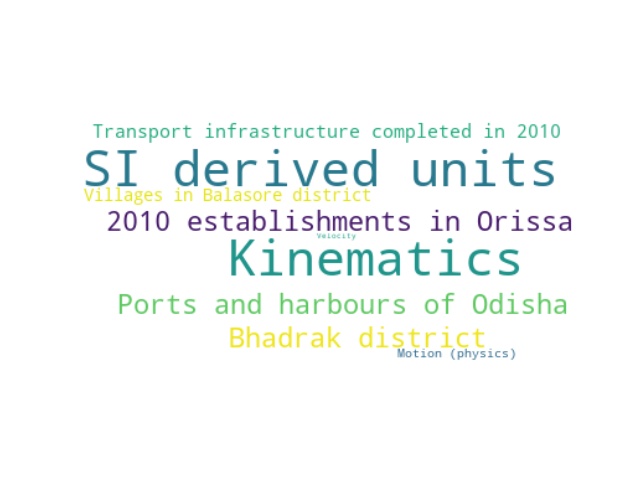 Transport infrastructure completed in 2010
SI derived units
Villages in Balasore district
2010 establishments in Orissa
Velocity
Kinematics
Ports and harbours of Odisha
Bhadrak district
Motion (physics)